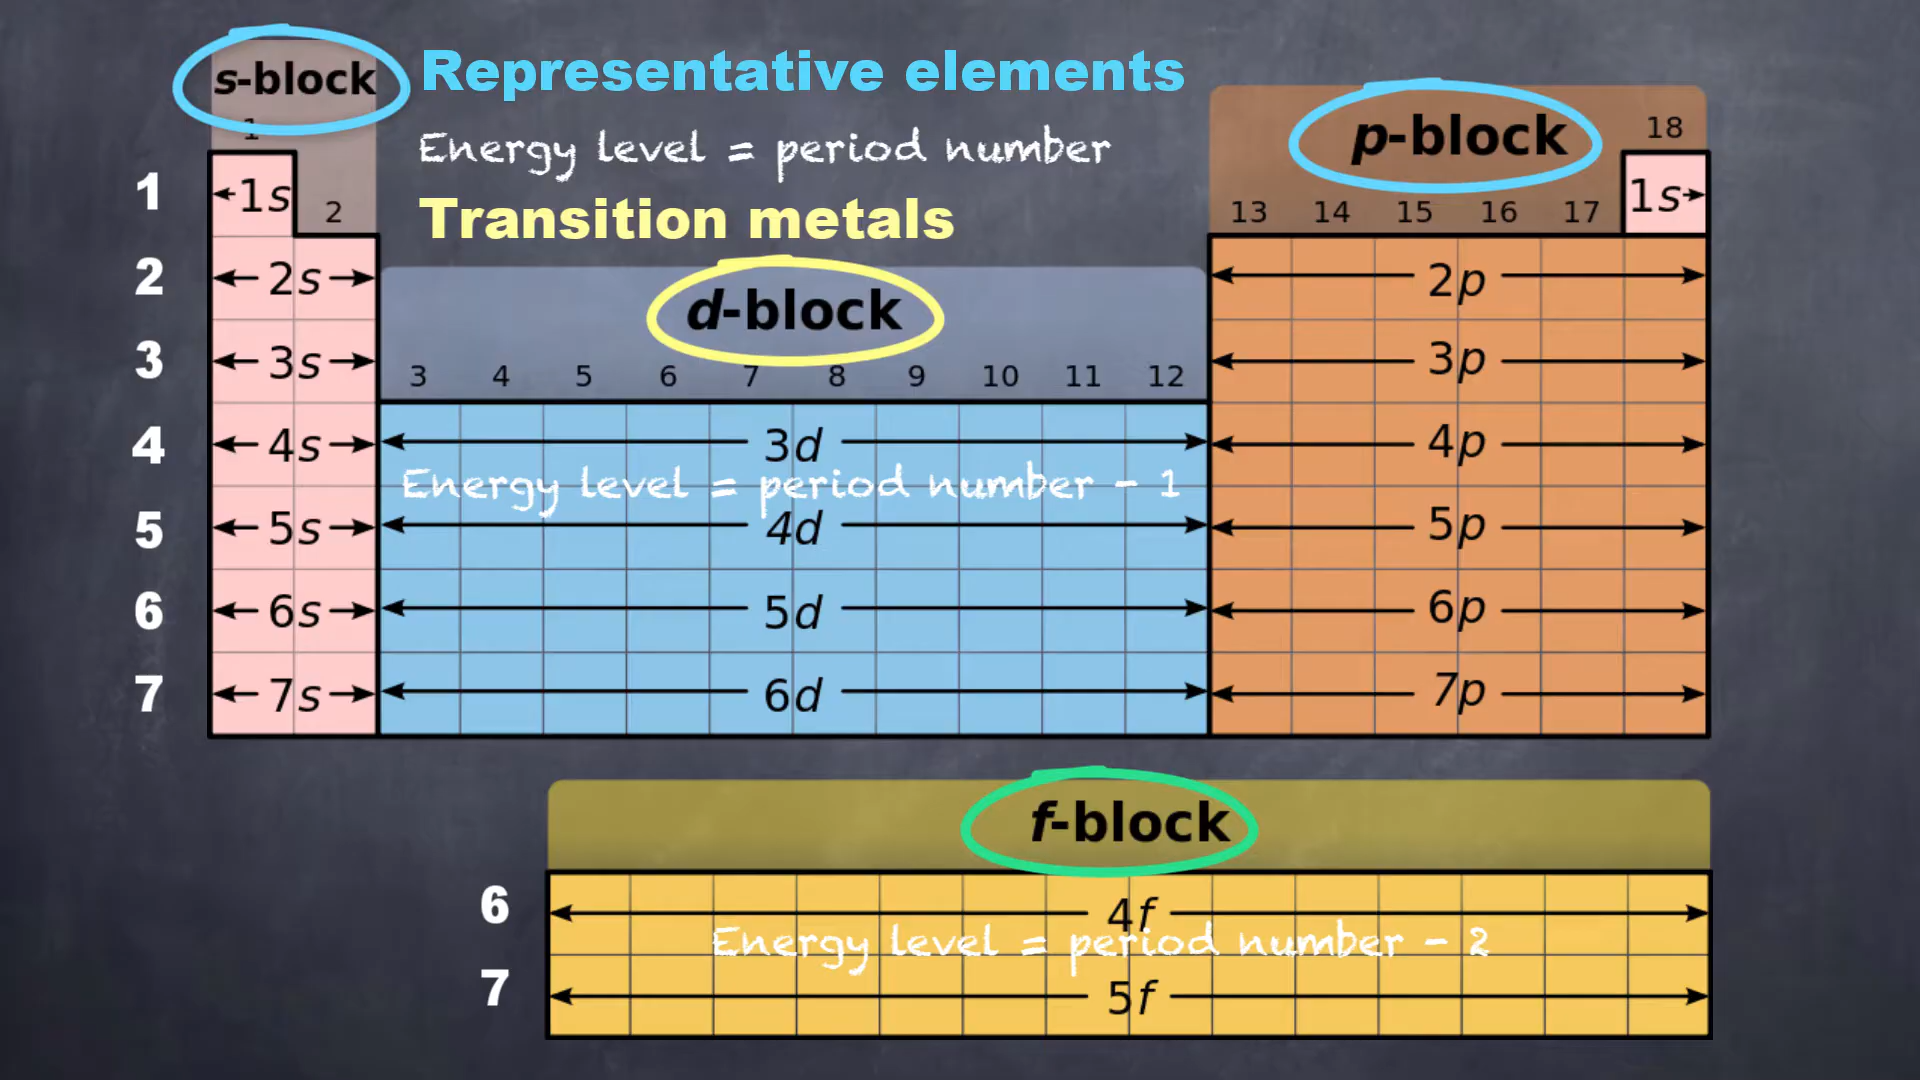 s-block
Representative elements
Energy level = period number
Transition metals
p-block
1
18
1
1s
2
13 14 15 16 17
1s
2
2s
d-block
2p
3
3s
3 4 5 6 7 8 9 10 11 12
3p
4
4s
3d
4p
Energy level = period number - 1
5
5s
4d
5p
6
6s
5d
6p
7
7s
6d
7p
f-block
6
4f
Energy level = period number - 2
7
5f